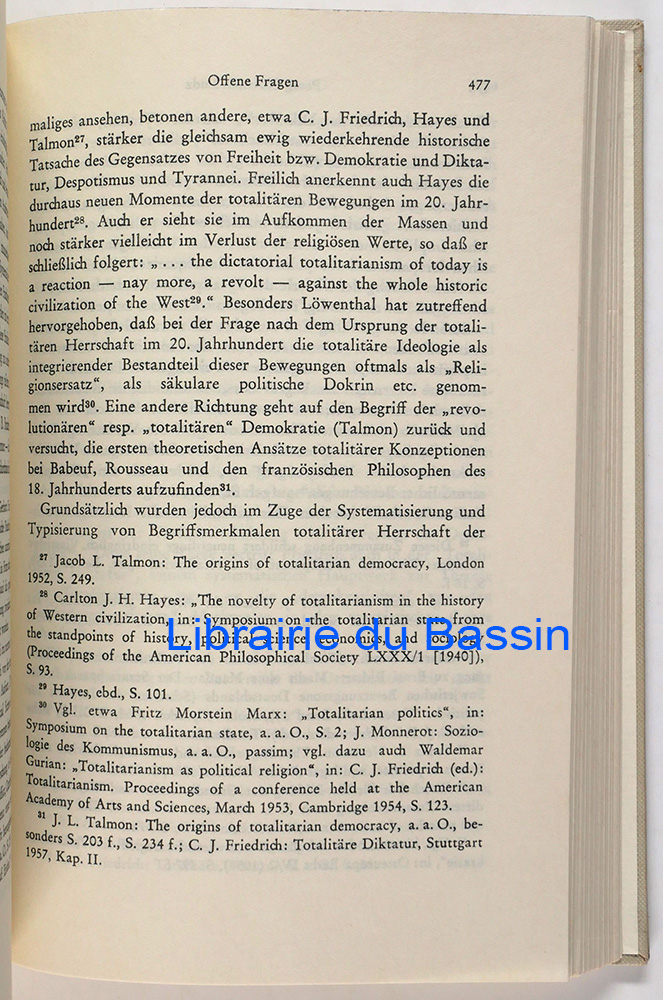 Offene Fragen 477
maliges ansehen, betonen andere, etwa C. J. Friedrich, Hayes und
Talmon²⁷, stärker die gleichsam ewig wiederkehrende historische
Tatsache des Gegensatzes von Freiheit bzw. Demokratie und Dikta-
tur, Despotismus und Tyrannei. Freilich anerkennt auch Hayes die
durchaus neuen Momente der totalitären Bewegungen im 20. Jahr-
hundert²⁸. Auch er sieht sie im Aufkommen der Massen und
noch stärker vielleicht im Verlust der religiösen Werte, so daß er
schließlich folgert: „ . . . the dictatorial totalitarianism of today is
a reaction — nay more, a revolt — against the whole historic
civilization of the West²⁹.“ Besonders Löwenthal hat zutreffend
hervorgehoben, daß bei der Frage nach dem Ursprung der totali-
tären Herrschaft im 20. Jahrhundert die totalitäre Ideologie als
integrierender Bestandteil dieser Bewegungen oftmals als „Reli-
gionsersatz“, als säkulare politische Dokrin etc. genom-
men wird³⁰. Eine andere Richtung geht auf den Begriff der „revo-
lutionären“ resp. „totalitären“ Demokratie (Talmon) zurück und
versucht, die ersten theoretischen Ansätze totalitärer Konzeptionen
bei Babeuf, Rousseau und den französischen Philosophen des
18. Jahrhunderts aufzufinden³¹.
Grundsätzlich wurden jedoch im Zuge der Systematisierung und
Typisierung von Begriffsmerkmalen totalitärer Herrschaft der
²⁷ Jacob L. Talmon: The origins of totalitarian democracy, London
1952, S. 249.
²⁸ Carlton J. H. Hayes: „The novelty of totalitarianism in the history
of Western civilization, in: Symposium on the totalitarian state from
the standpoints of history, political science, economics, and sociology
(Proceedings of the American Philosophical Society LXXX/1 [1940]),
S. 93.
²⁹ Hayes, ebd., S. 101.
³⁰ Vgl. etwa Fritz Morstein Marx: „Totalitarian politics“, in:
Symposium on the totalitarian state, a. a. O., S. 2; J. Monnerot: Sozio-
logie des Kommunismus, a. a. O., passim; vgl. dazu auch Waldemar
Gurian: „Totalitarianism as political religion“, in: C. J. Friedrich (ed.):
Totalitarianism. Proceedings of a conference held at the American
Academy of Arts and Sciences, March 1953, Cambridge 1954, S. 123.
³¹ J. L. Talmon: The origins of totalitarian democracy, a. a. O., be-
sonders S. 203 f., S. 234 f.; C. J. Friedrich: Totalitäre Diktatur, Stuttgart
1957, Kap. II.
Librairie du Bassin